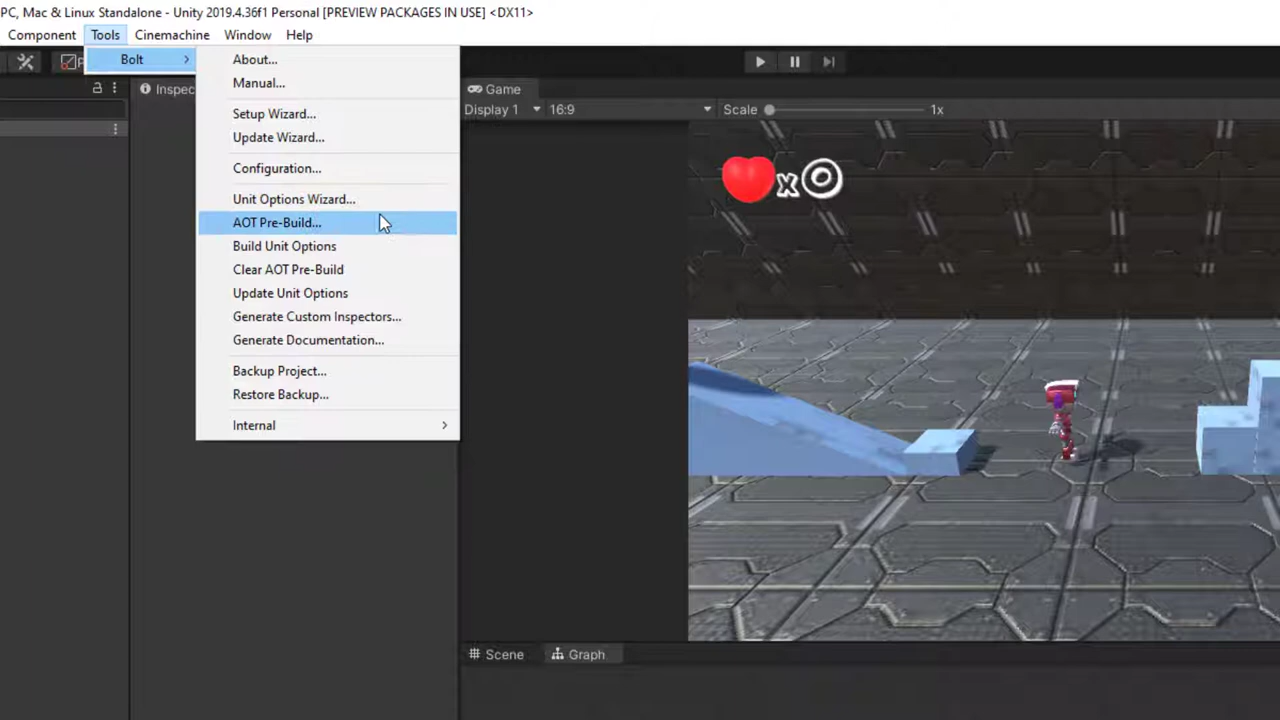 PC, Mac & Linux Standalone - Unity 2019.4.36f1 Personal [PREVIEW PACKAGES IN USE] <DX11>
Component Tools Cinemachine Window Help
Bolt
About...
Manual...
Setup Wizard...
Update Wizard...
Configuration...
Unit Options Wizard...
AOT Pre-Build...
Build Unit Options
Clear AOT Pre-Build
Update Unit Options
Generate Custom Inspectors...
Generate Documentation...
Backup Project...
Restore Backup...
Internal
Inspec
Game
Display 1 16:9 Scale 1x
x
Scene Graph